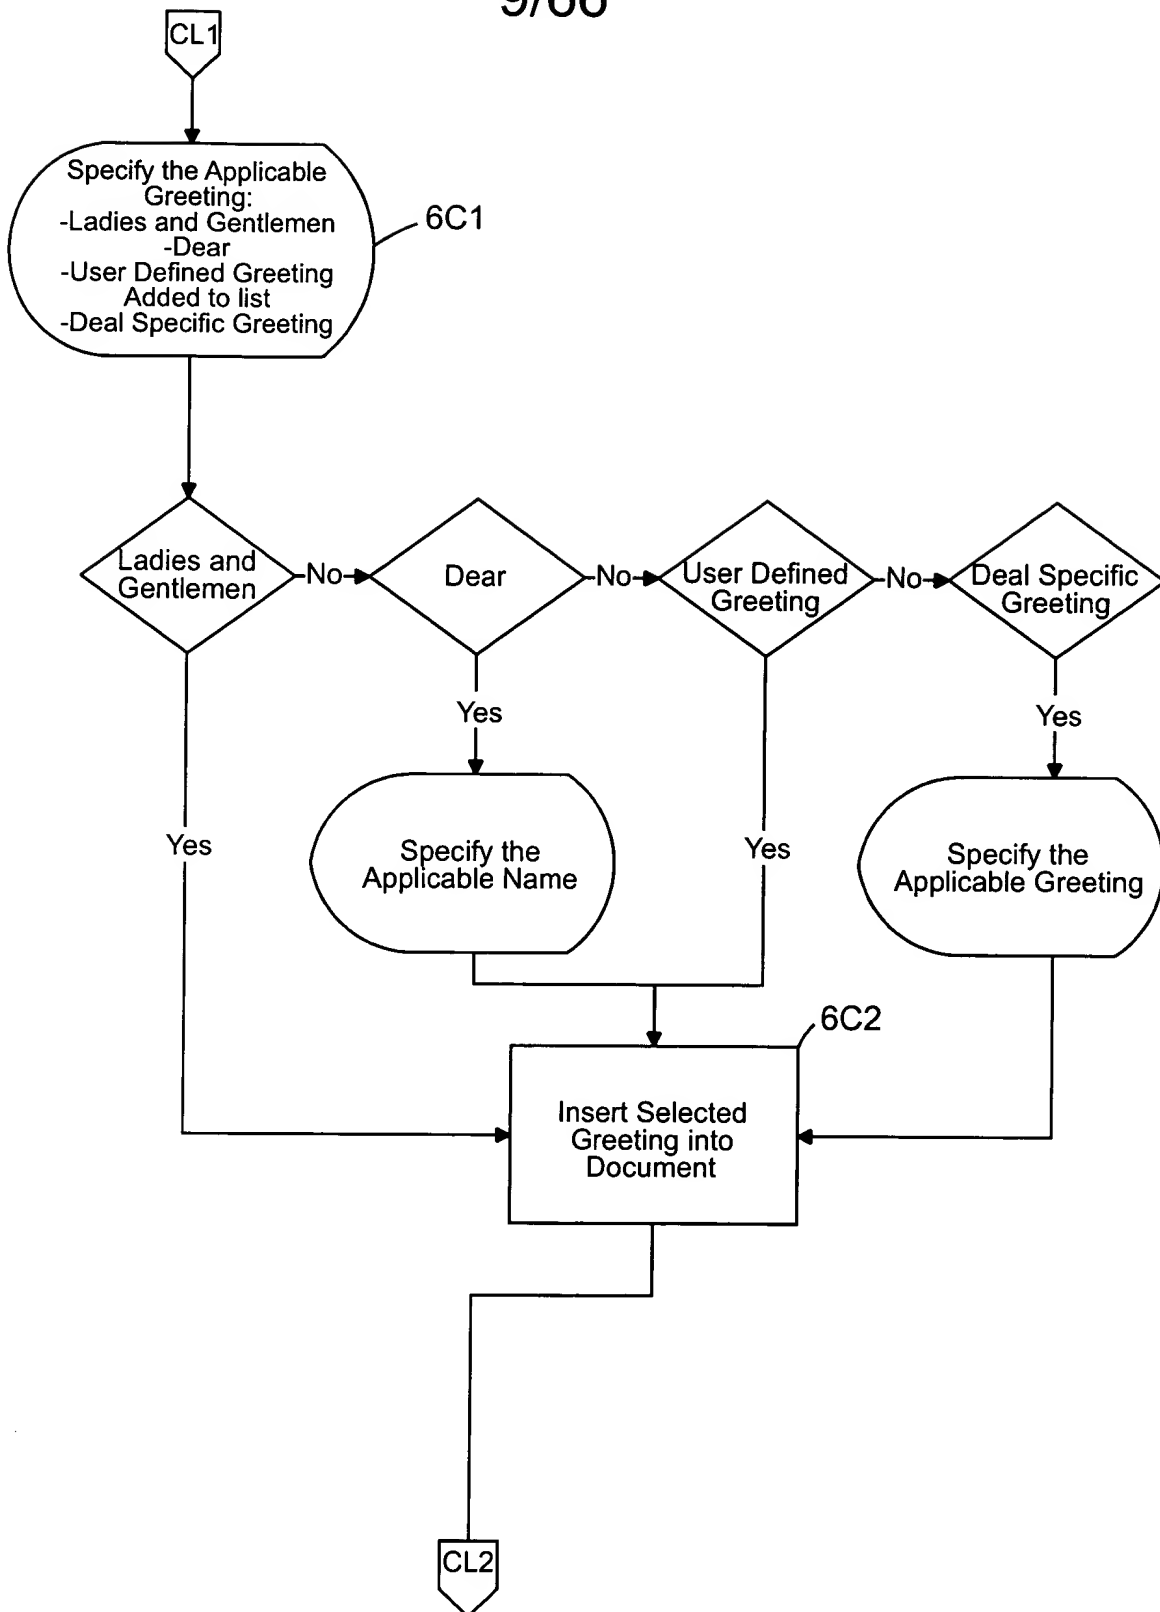 9/66
CL1
Specify the Applicable
Greeting:
-Ladies and Gentlemen
-Dear
-User Defined Greeting
Added to list
-Deal Specific Greeting
6C1
Ladies and
Gentlemen
No
Dear
No
User Defined
Greeting
No
Deal Specific
Greeting
Yes
Yes
Yes
Yes
Specify the
Applicable Name
Specify the
Applicable Greeting
6C2
Insert Selected
Greeting into
Document
CL2